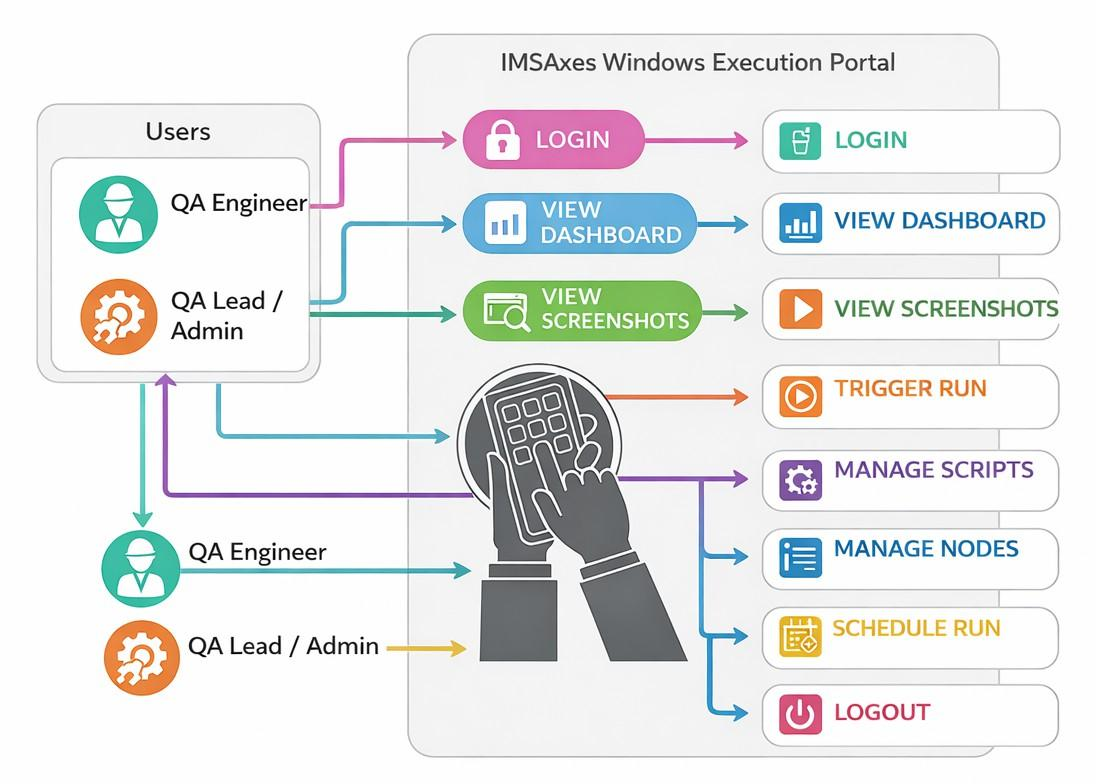 IMSAxes Windows Execution Portal
Users
QA Engineer
QA Lead /
Admin
LOGIN
VIEW
DASHBOARD
VIEW
SCREENSHOTS
LOGIN
VIEW DASHBOARD
VIEW SCREENSHOTS
TRIGGER RUN
MANAGE SCRIPTS
MANAGE NODES
SCHEDULE RUN
LOGOUT
QA Engineer
QA Lead / Admin